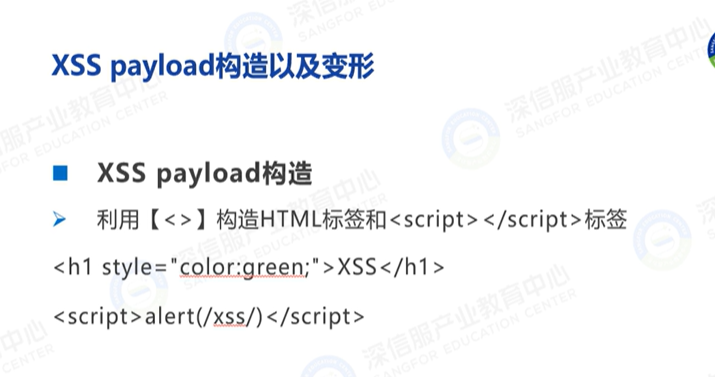 XSS payload构造以及变形
XSS payload构造
利用【<>】构造HTML标签和<script></script>标签
<h1 style="color:green;">XSS</h1>
<script>alert(/xss/)</script>
深信服产业教育中心
SANGFOR EDUCATION CENTER